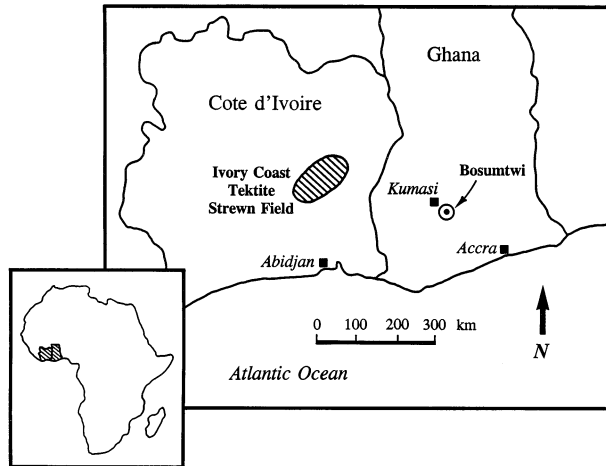 Ghana
Cote d'Ivoire
Ivory Coast
Tektite
Strewn Field
Bosumtwi
Kumasi
Abidjan
Accra
0 100 200 300 km
N
Atlantic Ocean